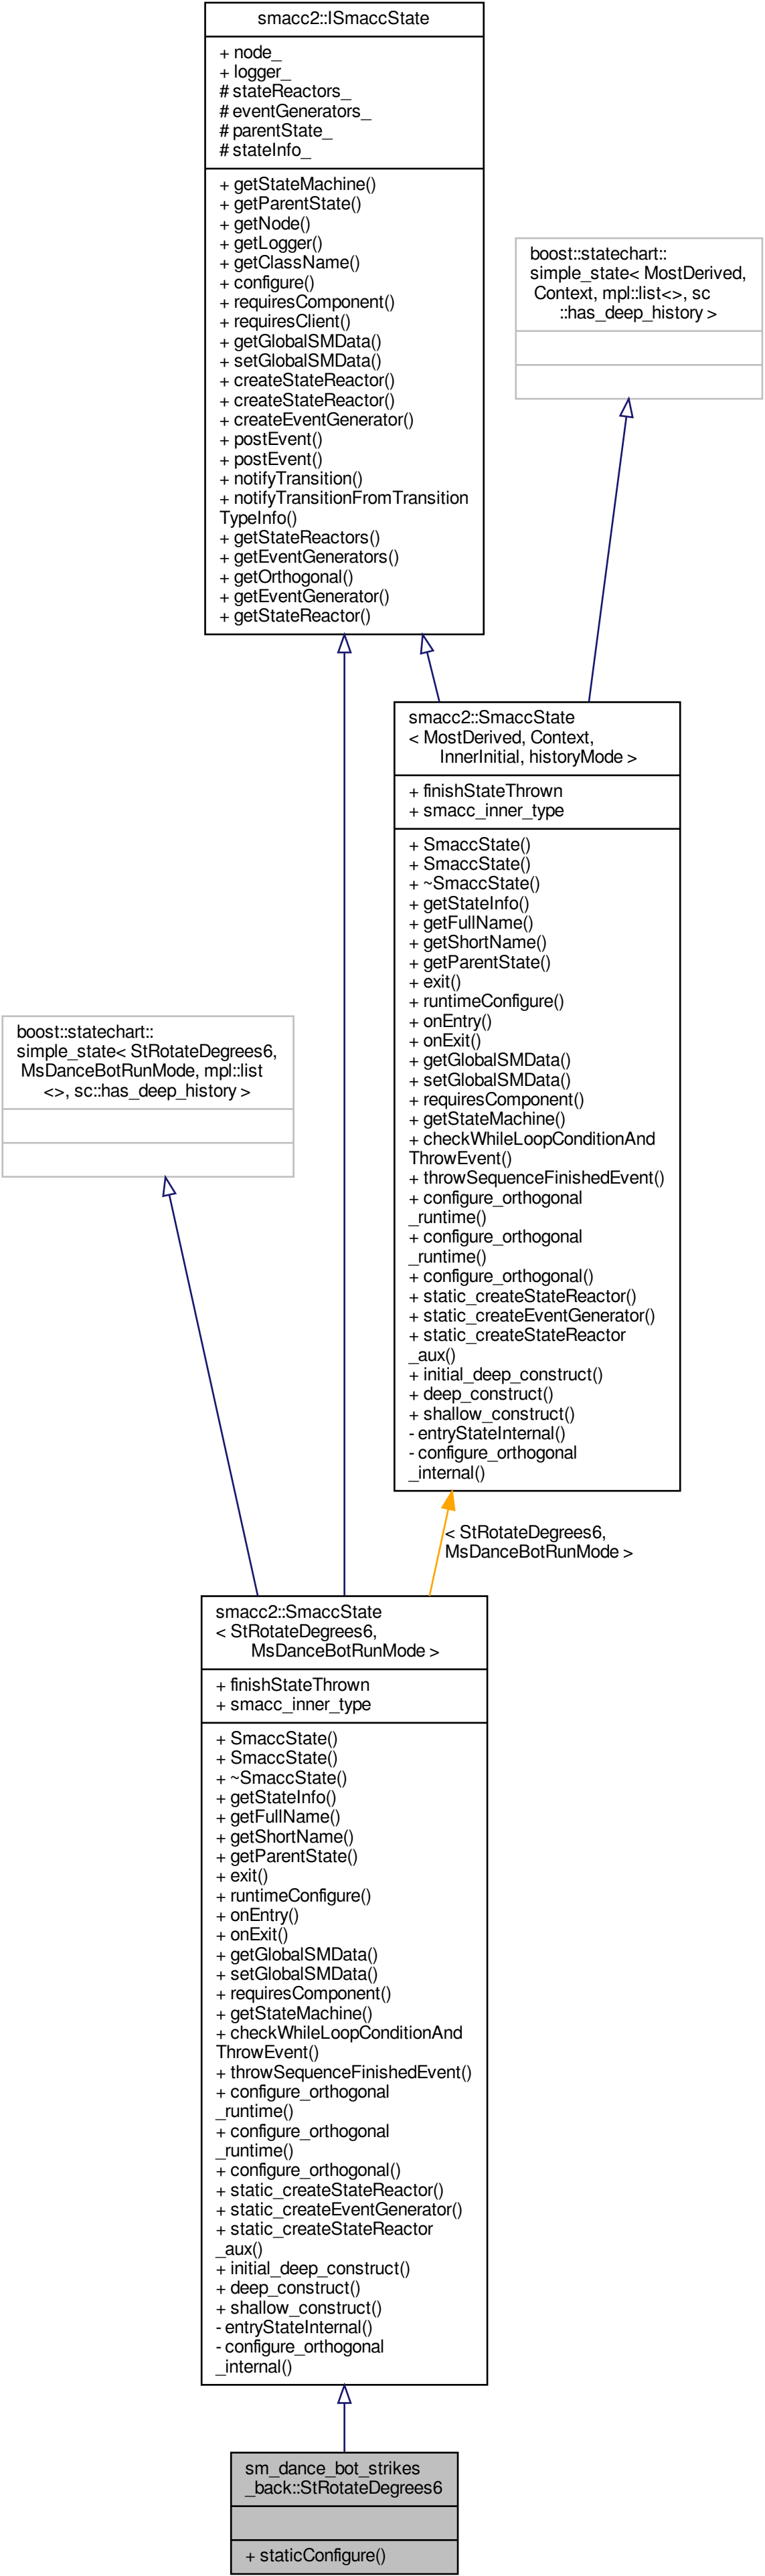 smacc2::ISmaccState
+ node_
+ logger_
# stateReactors_
# eventGenerators_
# parentState_
# stateInfo_
+ getStateMachine()
+ getParentState()
+ getNode()
+ getLogger()
+ getClassName()
+ configure()
+ requiresComponent()
+ requiresClient()
+ getGlobalSMData()
+ setGlobalSMData()
+ createStateReactor()
+ createStateReactor()
+ createEventGenerator()
+ postEvent()
+ postEvent()
+ notifyTransition()
+ notifyTransitionFromTransition
TypeInfo()
+ getStateReactors()
+ getEventGenerators()
+ getOrthogonal()
+ getEventGenerator()
+ getStateReactor()
boost::statechart::
simple_state< MostDerived,
Context, mpl::list<>, sc
::has_deep_history >
smacc2::SmaccState
< MostDerived, Context,
InnerInitial, historyMode >
+ finishStateThrown
+ smacc_inner_type
+ SmaccState()
+ SmaccState()
+ ~SmaccState()
+ getStateInfo()
+ getFullName()
+ getShortName()
+ getParentState()
+ exit()
+ runtimeConfigure()
+ onEntry()
+ onExit()
+ getGlobalSMData()
+ setGlobalSMData()
+ requiresComponent()
+ getStateMachine()
+ checkWhileLoopConditionAnd
ThrowEvent()
+ throwSequenceFinishedEvent()
+ configure_orthogonal
_runtime()
+ configure_orthogonal
_runtime()
+ configure_orthogonal()
+ static_createStateReactor()
+ static_createEventGenerator()
+ static_createStateReactor
_aux()
+ initial_deep_construct()
+ deep_construct()
+ shallow_construct()
- entryStateInternal()
- configure_orthogonal
_internal()
boost::statechart::
simple_state< StRotateDegrees6,
MsDanceBotRunMode, mpl::list
<>, sc::has_deep_history >
< StRotateDegrees6,
MsDanceBotRunMode >
smacc2::SmaccState
< StRotateDegrees6,
MsDanceBotRunMode >
+ finishStateThrown
+ smacc_inner_type
+ SmaccState()
+ SmaccState()
+ ~SmaccState()
+ getStateInfo()
+ getFullName()
+ getShortName()
+ getParentState()
+ exit()
+ runtimeConfigure()
+ onEntry()
+ onExit()
+ getGlobalSMData()
+ setGlobalSMData()
+ requiresComponent()
+ getStateMachine()
+ checkWhileLoopConditionAnd
ThrowEvent()
+ throwSequenceFinishedEvent()
+ configure_orthogonal
_runtime()
+ configure_orthogonal
_runtime()
+ configure_orthogonal()
+ static_createStateReactor()
+ static_createEventGenerator()
+ static_createStateReactor
_aux()
+ initial_deep_construct()
+ deep_construct()
+ shallow_construct()
- entryStateInternal()
- configure_orthogonal
_internal()
sm_dance_bot_strikes
_back::StRotateDegrees6
+ staticConfigure()